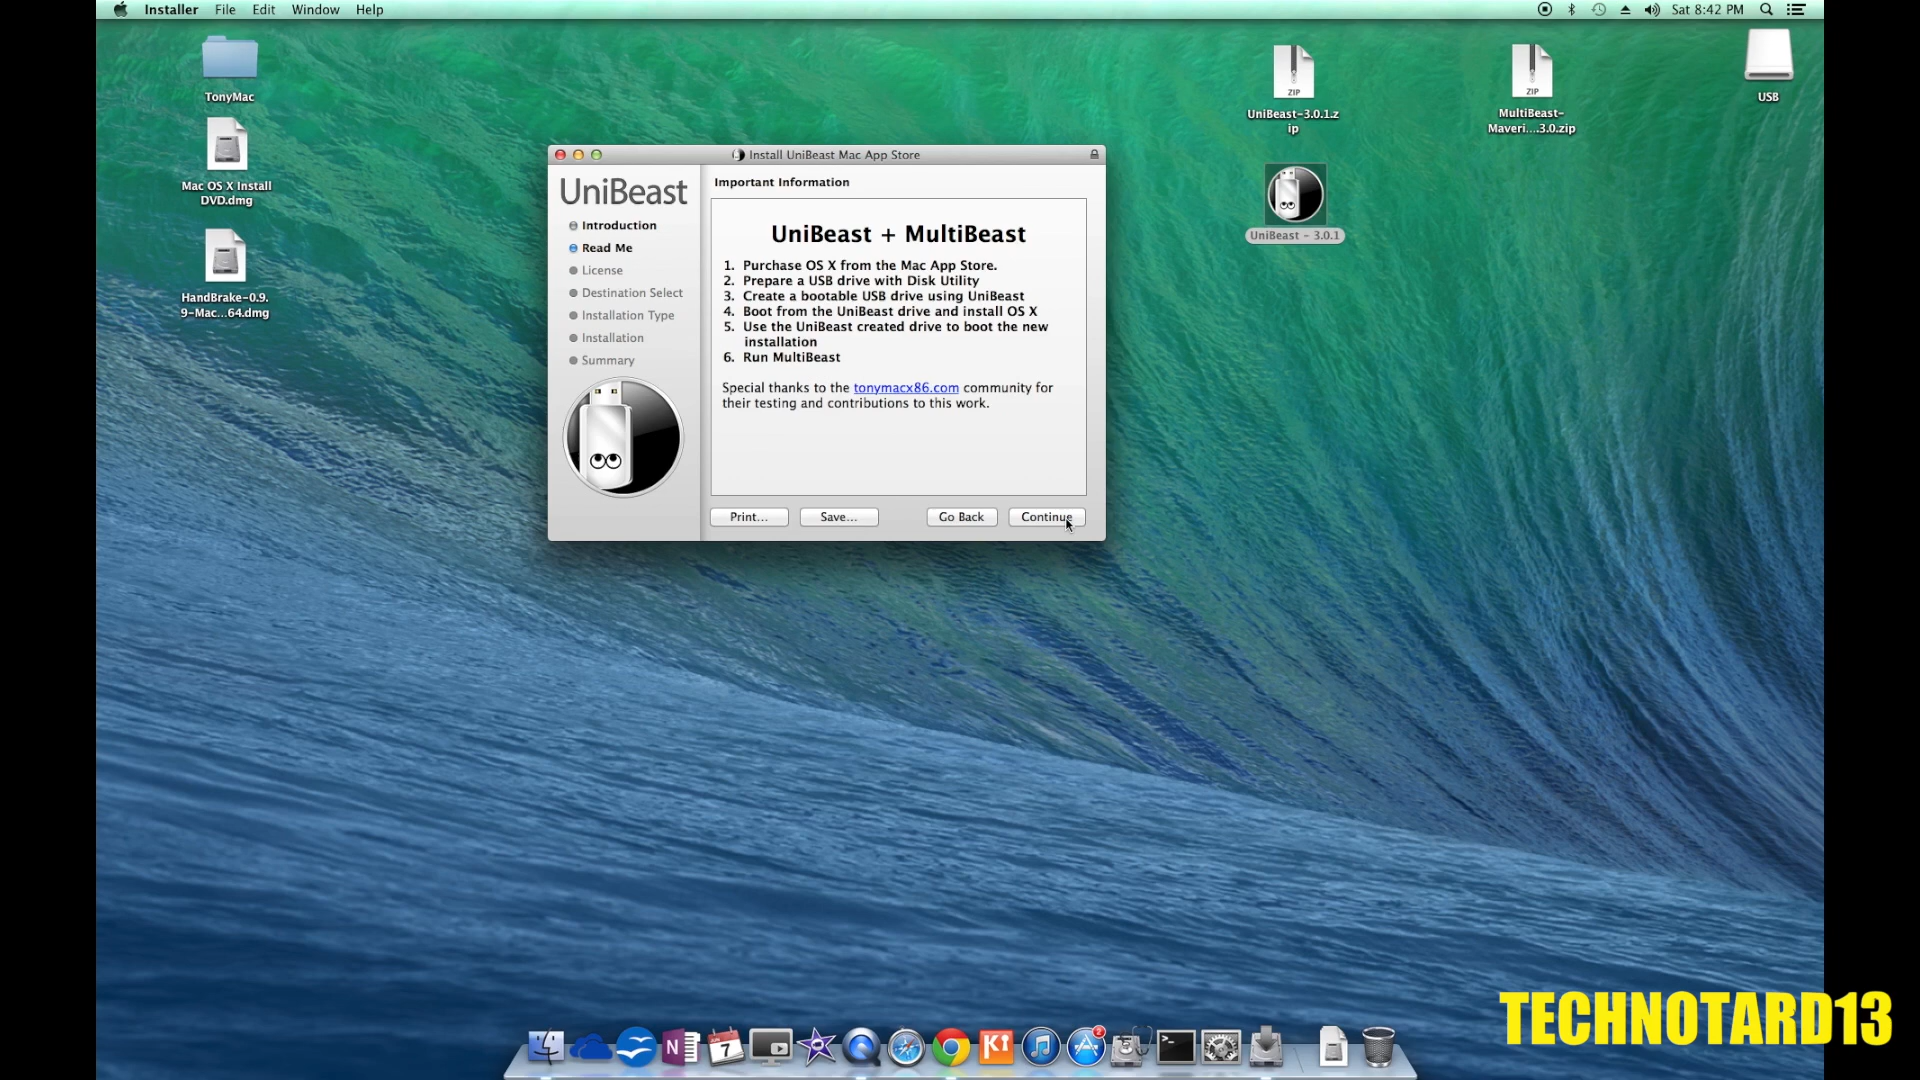 Installer File Edit Window Help
Sat 8:42 PM
TonyMac
Mac OS X Install
DVD.dmg
HandBrake-0.9.
9-Mac...64.dmg
UniBeast-3.0.1.z
ip
ZIP
MultiBeast-
Maveri....3.0.zip
ZIP
USB
UniBeast - 3.0.1
Install UniBeast Mac App Store
UniBeast
Introduction
Read Me
License
Destination Select
Installation Type
Installation
Summary
Important Information
UniBeast + MultiBeast
1. Purchase OS X from the Mac App Store.
2. Prepare a USB drive with Disk Utility
3. Create a bootable USB drive using UniBeast
4. Boot from the UniBeast drive and install OS X
5. Use the UniBeast created drive to boot the new
installation
6. Run MultiBeast
Special thanks to the tonymacx86.com community for
their testing and contributions to this work.
Print... Save... Go Back Continue
N
7
K
2
TECHNOTARD13